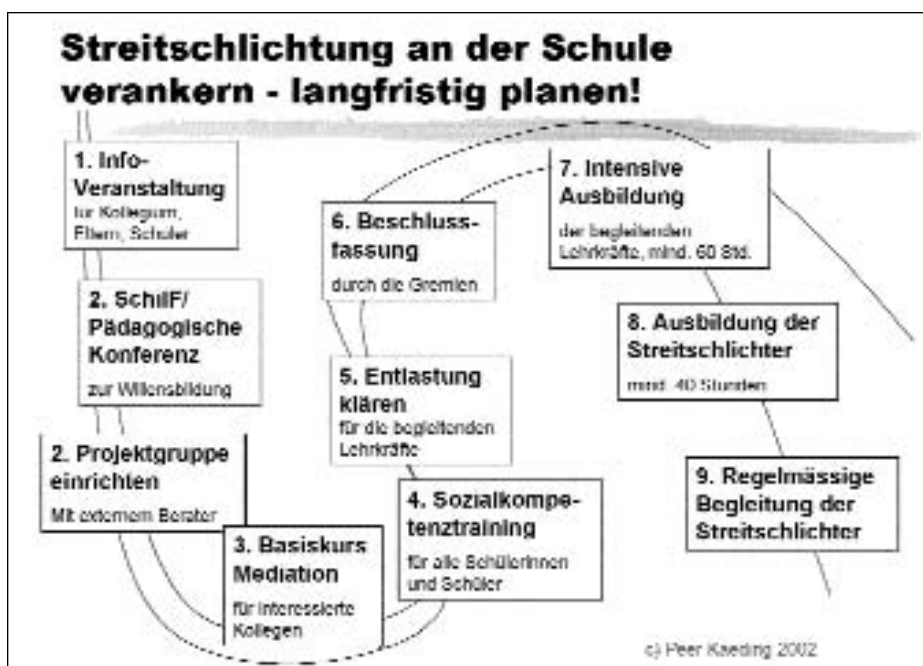 Streitschlichtung an der Schule
verankern - langfristig planen!
1. Info-
Veranstaltung
für Kollegium,
Eltern, Schüler
2. SchilF/
Pädagogische
Konferenz
zur Willensbildung
2. Projektgruppe
einrichten
Mit externem Berater
3. Basiskurs
Mediation
für interessierte
Kollegen
4. Sozialkompe-
tenztraining
für alle Schülerinnen
und Schüler
5. Entlastung
klären
für die begleitenden
Lehrkräfte
6. Beschluss-
fassung
durch die Gremien
7. Intensive
Ausbildung
der begleitenden
Lehrkräfte, mind. 60 Std.
8. Ausbildung der
Streitschlichter
mind. 40 Stunden
9. Regelmässige
Begleitung der
Streitschlichter
c) Peer Kaeding 2002